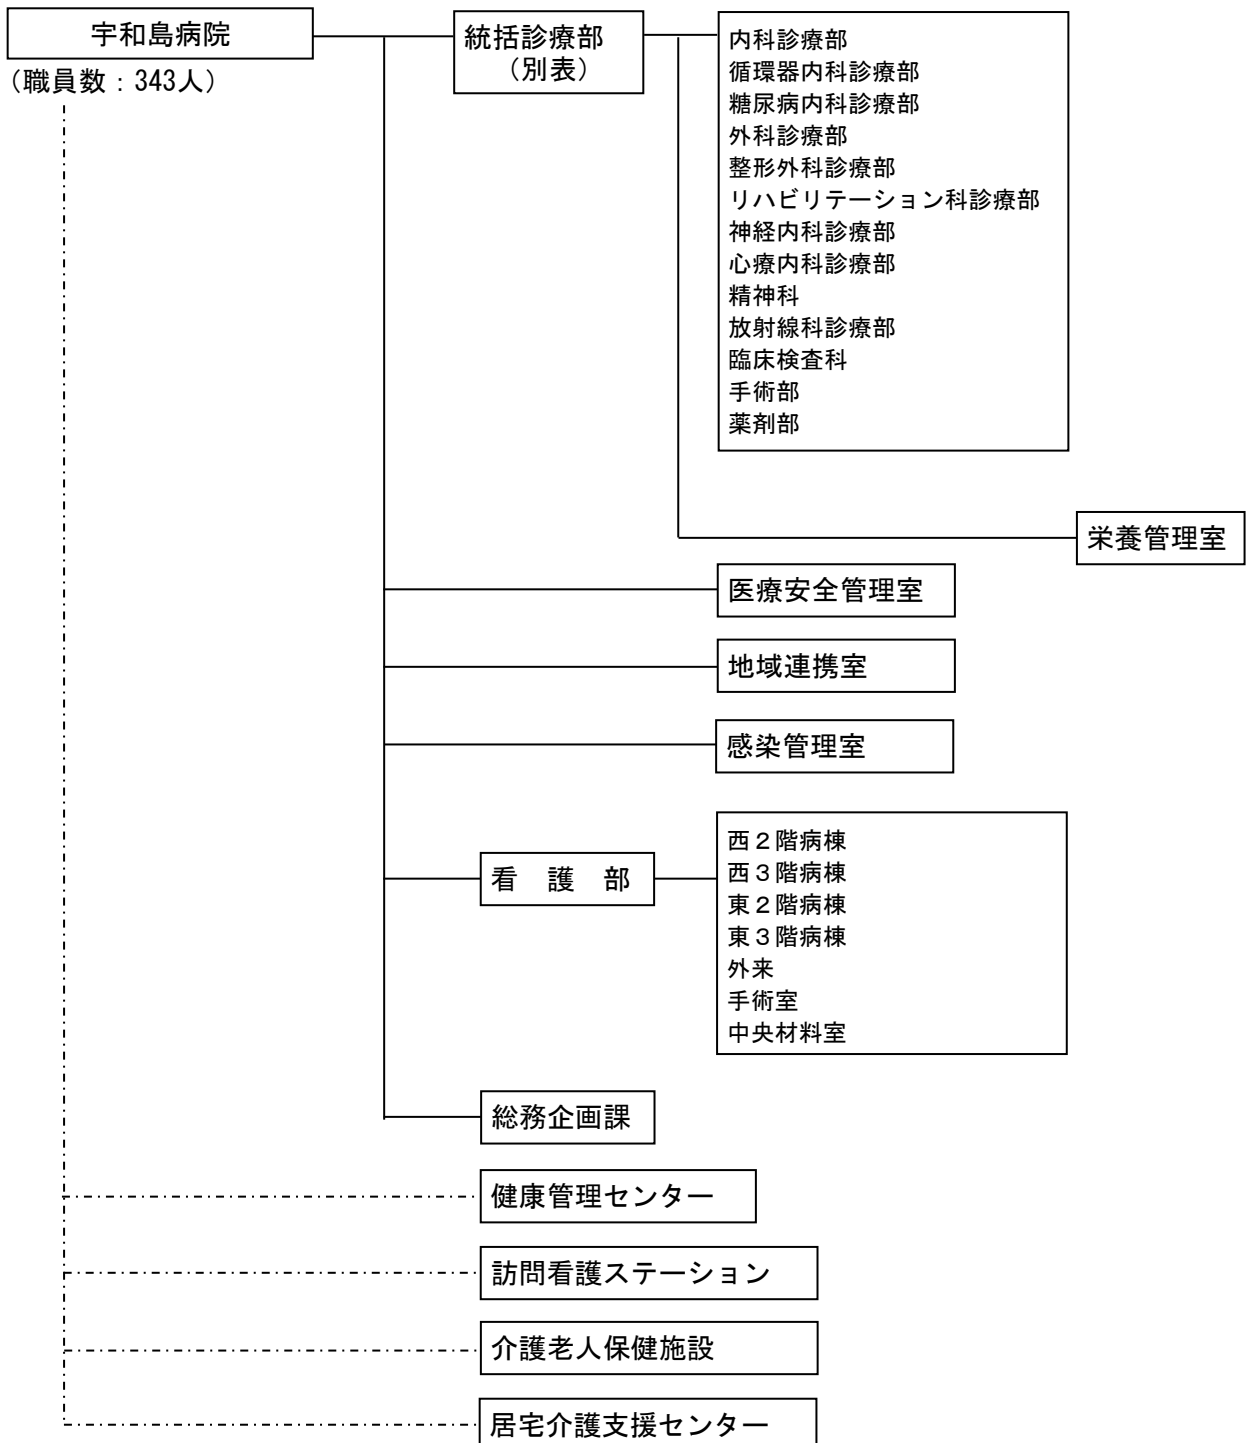 宇和島病院
（職員数：343人）
統括診療部
（別表）
内科診療部
循環器内科診療部
糖尿病内科診療部
外科診療部
整形外科診療部
リハビリテーション科診療部
神経内科診療部
心療内科診療部
精神科
放射線科診療部
臨床検査科
手術部
薬剤部
栄養管理室
医療安全管理室
地域連携室
感染管理室
看　護　部
西２階病棟
西３階病棟
東２階病棟
東３階病棟
外来
手術室
中央材料室
総務企画課
健康管理センター
訪問看護ステーション
介護老人保健施設
居宅介護支援センター